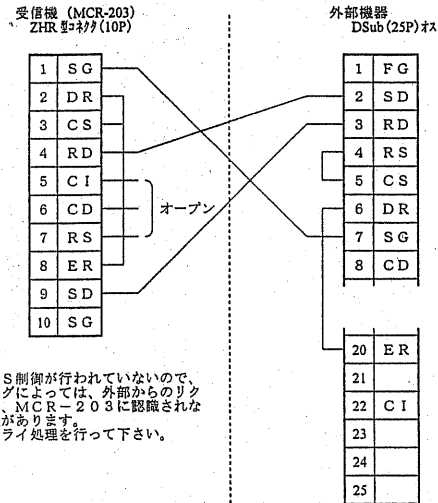 受信機（MCR-203）
ZHR型コネクタ(10P)
1 SG
2 DR
3 CS
4 RD
5 CI
6 CD
7 RS
8 ER
9 SD
10 SG
オープン
外部機器
DSub(25P)オス
1 FG
2 SD
3 RD
4 RS
5 CS
6 DR
7 SG
8 CD
20 ER
21
22 CI
23
24
25
S制御が行われていないので、
グによっては、外部からのリク
、MCR－203に認識されな
があります。
ライ処理を行って下さい。